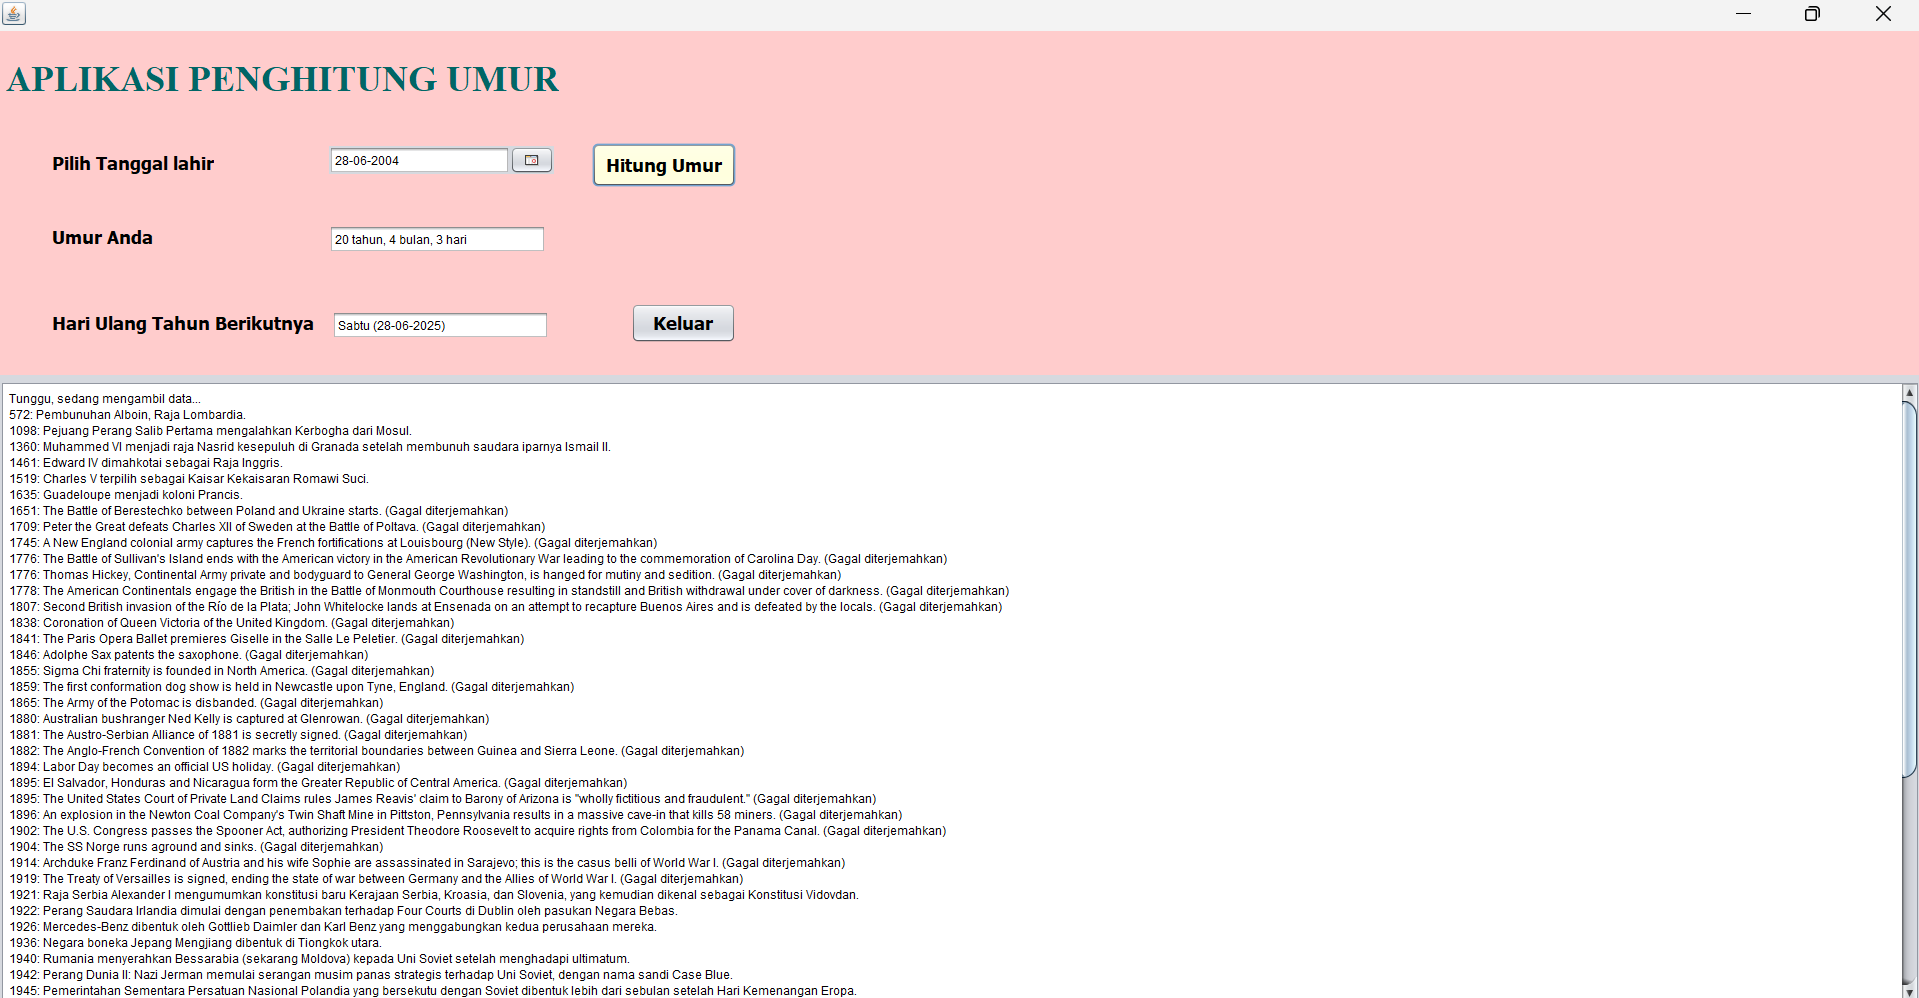 APLIKASI PENGHITUNG UMUR
Pilih Tanggal lahir
28-06-2004
Hitung Umur
Umur Anda
20 tahun, 4 bulan, 3 hari
Hari Ulang Tahun Berikutnya
Sabtu (28-06-2025)
Keluar
Tunggu, sedang mengambil data...
572: Pembunuhan Alboin, Raja Lombardia.
1098: Pejuang Perang Salib Pertama mengalahkan Kerbogha dari Mosul.
1360: Muhammed VI menjadi raja Nasrid kesepuluh di Granada setelah membunuh saudara iparnya Ismail II.
1461: Edward IV dimahkotai sebagai Raja Inggris.
1519: Charles V terpilih sebagai Kaisar Kekaisaran Romawi Suci.
1635: Guadeloupe menjadi koloni Prancis.
1651: The Battle of Berestechko between Poland and Ukraine starts. (Gagal diterjemahkan)
1709: Peter the Great defeats Charles XII of Sweden at the Battle of Poltava. (Gagal diterjemahkan)
1745: A New England colonial army captures the French fortifications at Louisbourg (New Style). (Gagal diterjemahkan)
1776: The Battle of Sullivan's Island ends with the American victory in the American Revolutionary War leading to the commemoration of Carolina Day. (Gagal diterjemahkan)
1776: Thomas Hickey, Continental Army private and bodyguard to General George Washington, is hanged for mutiny and sedition. (Gagal diterjemahkan)
1778: The American Continentals engage the British in the Battle of Monmouth Courthouse resulting in standstill and British withdrawal under cover of darkness. (Gagal diterjemahkan)
1807: Second British invasion of the Río de la Plata; John Whitelocke lands at Ensenada on an attempt to recapture Buenos Aires and is defeated by the locals. (Gagal diterjemahkan)
1838: Coronation of Queen Victoria of the United Kingdom. (Gagal diterjemahkan)
1841: The Paris Opera Ballet premieres Giselle in the Salle Le Peletier. (Gagal diterjemahkan)
1846: Adolphe Sax patents the saxophone. (Gagal diterjemahkan)
1855: Sigma Chi fraternity is founded in North America. (Gagal diterjemahkan)
1859: The first conformation dog show is held in Newcastle upon Tyne, England. (Gagal diterjemahkan)
1865: The Army of the Potomac is disbanded. (Gagal diterjemahkan)
1880: Australian bushranger Ned Kelly is captured at Glenrowan. (Gagal diterjemahkan)
1881: The Austro-Serbian Alliance of 1881 is secretly signed. (Gagal diterjemahkan)
1882: The Anglo-French Convention of 1882 marks the territorial boundaries between Guinea and Sierra Leone. (Gagal diterjemahkan)
1894: Labor Day becomes an official US holiday. (Gagal diterjemahkan)
1895: El Salvador, Honduras and Nicaragua form the Greater Republic of Central America. (Gagal diterjemahkan)
1895: The United States Court of Private Land Claims rules James Reavis' claim to Barony of Arizona is "wholly fictitious and fraudulent." (Gagal diterjemahkan)
1896: An explosion in the Newton Coal Company's Twin Shaft Mine in Pittston, Pennsylvania results in a massive cave-in that kills 58 miners. (Gagal diterjemahkan)
1902: The U.S. Congress passes the Spooner Act, authorizing President Theodore Roosevelt to acquire rights from Colombia for the Panama Canal. (Gagal diterjemahkan)
1904: The SS Norge runs aground and sinks. (Gagal diterjemahkan)
1914: Archduke Franz Ferdinand of Austria and his wife Sophie are assassinated in Sarajevo; this is the casus belli of World War I. (Gagal diterjemahkan)
1919: The Treaty of Versailles is signed, ending the state of war between Germany and the Allies of World War I. (Gagal diterjemahkan)
1921: Raja Serbia Alexander I mengumumkan konstitusi baru Kerajaan Serbia, Kroasia, dan Slovenia, yang kemudian dikenal sebagai Konstitusi Vidovdan.
1922: Perang Saudara Irlandia dimulai dengan penembakan terhadap Four Courts di Dublin oleh pasukan Negara Bebas.
1926: Mercedes-Benz dibentuk oleh Gottlieb Daimler dan Karl Benz yang menggabungkan kedua perusahaan mereka.
1936: Negara boneka Jepang Mengjiang dibentuk di Tiongkok utara.
1940: Rumania menyerahkan Bessarabia (sekarang Moldova) kepada Uni Soviet setelah menghadapi ultimatum.
1942: Perang Dunia II: Nazi Jerman memulai serangan musim panas strategis terhadap Uni Soviet, dengan nama sandi Case Blue.
1945: Pemerintahan Sementara Persatuan Nasional Polandia yang bersekutu dengan Soviet dibentuk lebih dari sebulan setelah Hari Kemenangan Eropa.